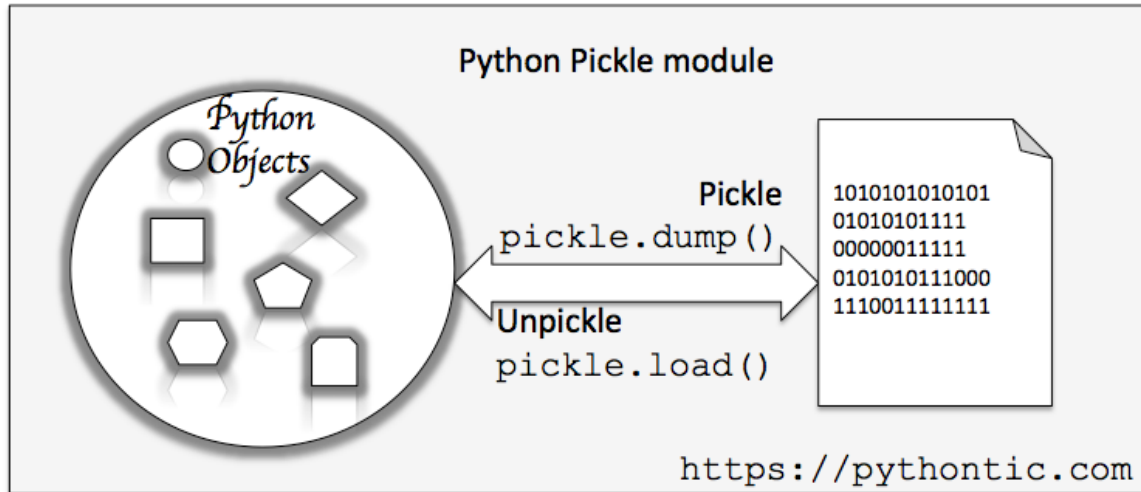 Python Pickle module
Python
Objects
Pickle
pickle.dump()
Unpickle
pickle.load()
1010101010101
01010101111
00000011111
0101010111000
1110011111111
https://pythontic.com